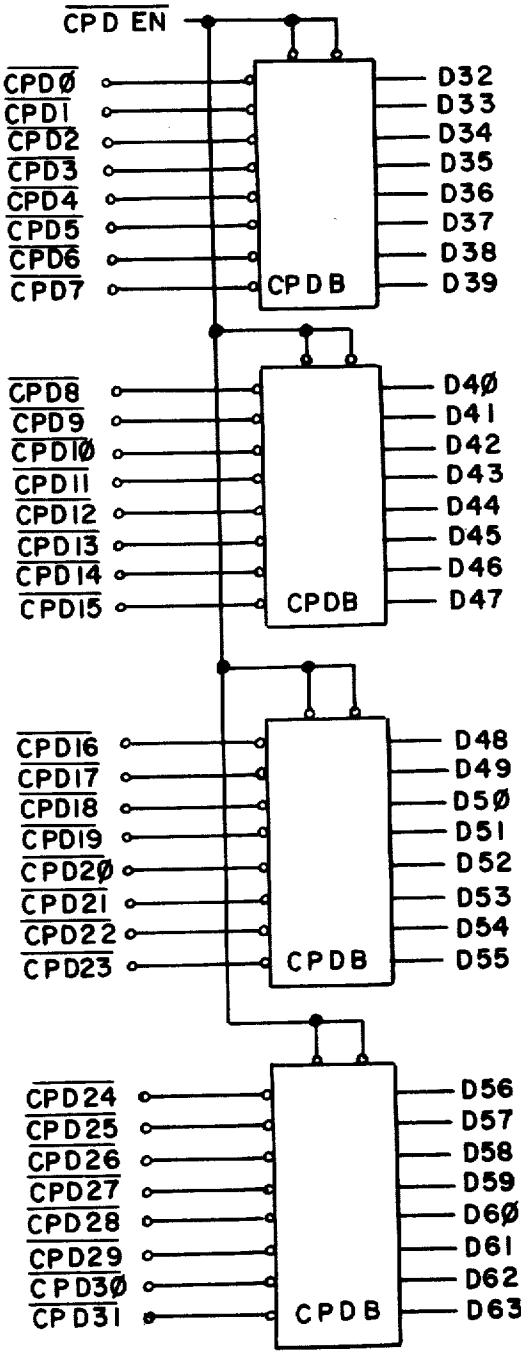 CPD EN
CPDØ D32
CPD1 D33
CPD2 D34
CPD3 D35
CPD4 D36
CPD5 D37
CPD6 D38
CPD7 CPDB D39
CPD8 D4Ø
CPD9 D41
CPD1Ø D42
CPD11 D43
CPD12 D44
CPD13 D45
CPD14 D46
CPD15 CPDB D47
CPD16 D48
CPD17 D49
CPD18 D5Ø
CPD19 D51
CPD2Ø D52
CPD21 D53
CPD22 D54
CPD23 CPDB D55
CPD24 D56
CPD25 D57
CPD26 D58
CPD27 D59
CPD28 D6Ø
CPD29 D61
CPD3Ø D62
CPD31 CPDB D63